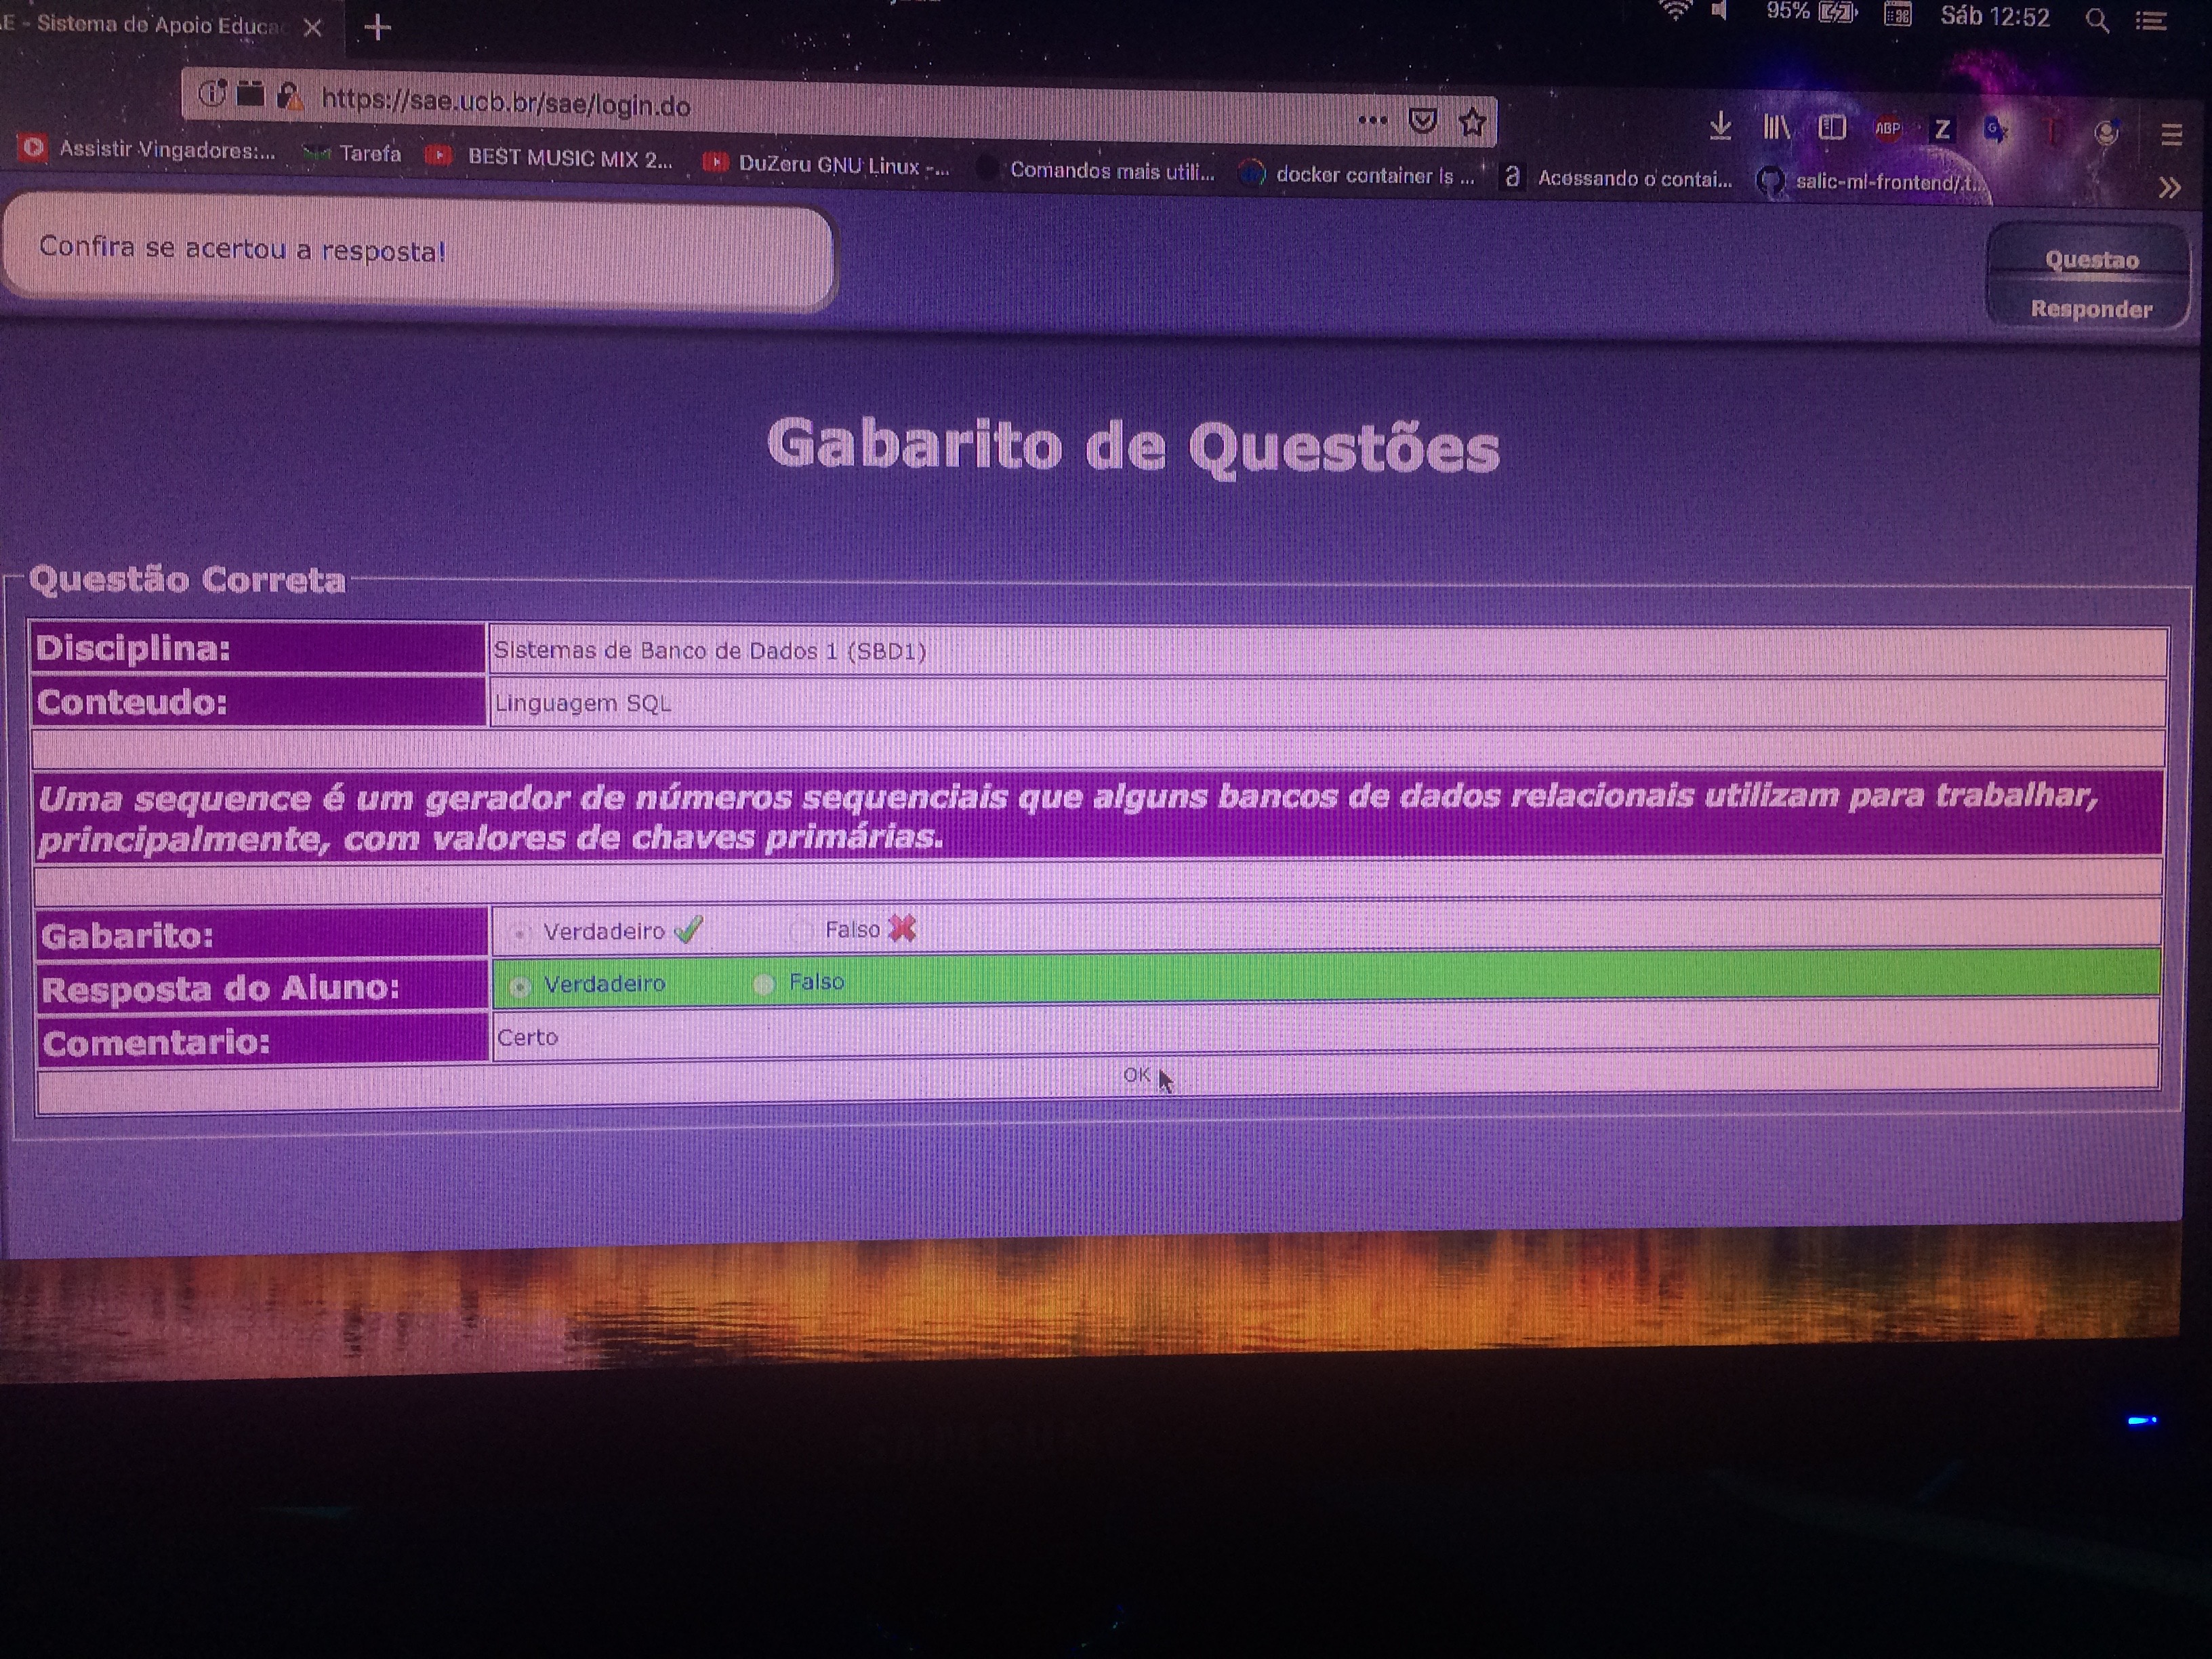 E - Sistema de Apoio Educac
95%
Sáb 12:52
https://sae.ucb.br/sae/login.do
ABP
Z
Assistir Vingadores:...
Tarefa
BEST MUSIC MIX 2...
DuZeru GNU Linux -...
Comandos mais utili...
docker container ls ...
Acessando o contai...
salic-ml-frontend/.t...
Confira se acertou a resposta!
Questao
Responder
Gabarito de Questões
Questão Correta
Disciplina: Sistemas de Banco de Dados 1 (SBD1)
Conteudo: Linguagem SQL
Uma sequence é um gerador de números sequenciais que alguns bancos de dados relacionais utilizam para trabalhar,
principalmente, com valores de chaves primárias.
Gabarito: Verdadeiro Falso
Resposta do Aluno: Verdadeiro Falso
Comentario: Certo
OK